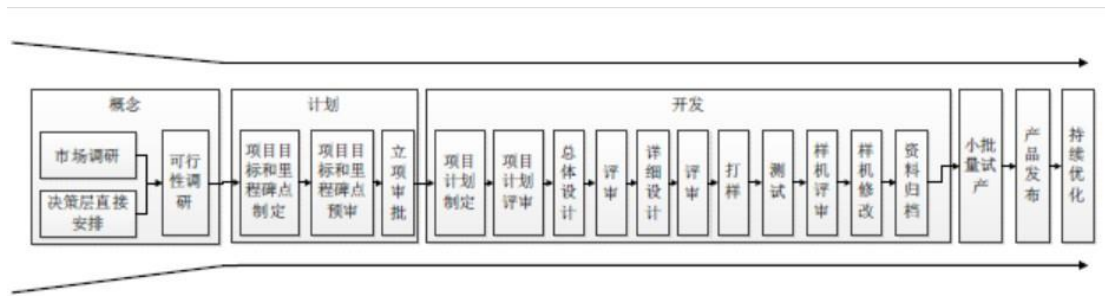 概念
计划
开发
市场调研
决策层直接
安排
可行
性调
研
项目目
标和里
程碑点
制定
项目目
标和里
程碑点
预审
立
项
审
批
项目
计划
制定
项目
计划
评审
总
体
设
计
评
审
详
细
设
计
评
审
打
样
测
试
样
机
评
审
样
机
修
改
资
料
归
档
小批
量试
产
产
品
发
布
持
续
优
化